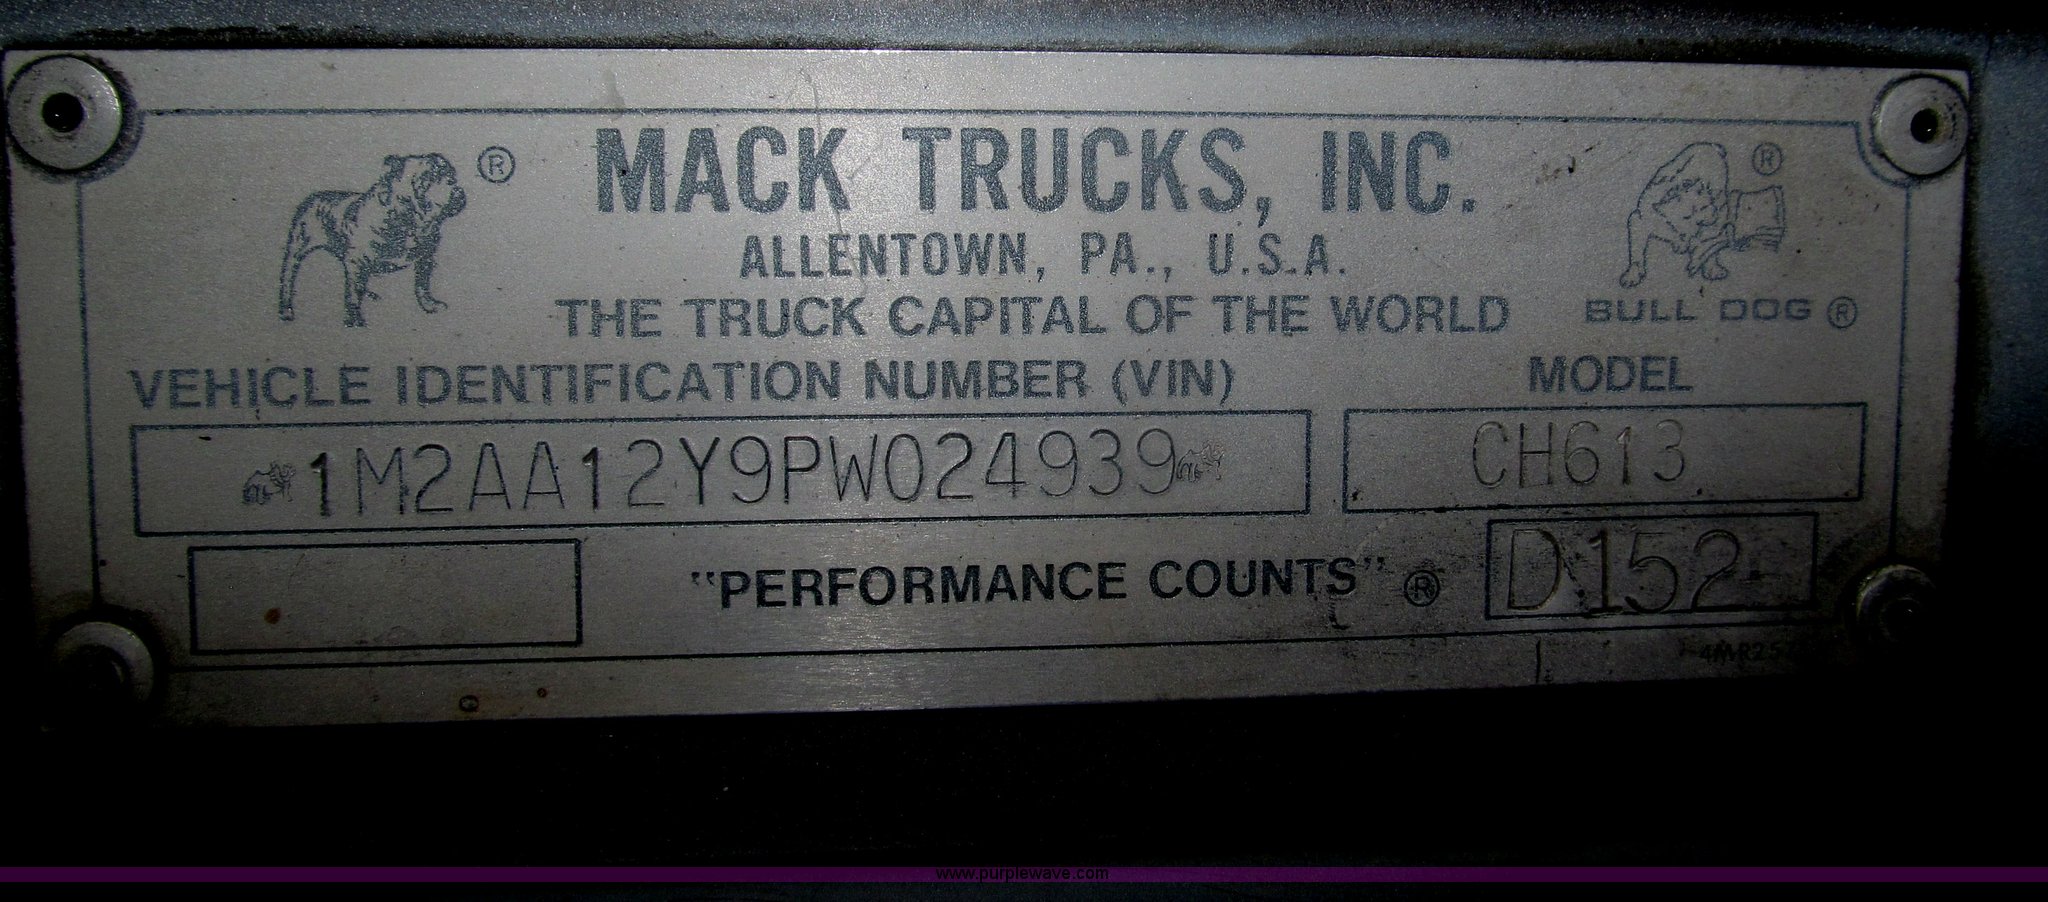 ®
MACK TRUCKS, INC.
®
ALLENTOWN, PA., U.S.A.
THE TRUCK CAPITAL OF THE WORLD
BULL DOG ®
VEHICLE IDENTIFICATION NUMBER (VIN)
MODEL
1M2AA12Y9PW024939
CH613
"PERFORMANCE COUNTS" ®
D152
www.purplewave.com